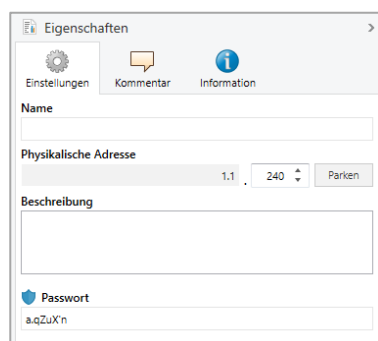 Eigenschaften
Einstellungen Kommentar Information
Name
Physikalische Adresse
1.1 . 240 Parken
Beschreibung
Passwort
a.qZuX'n